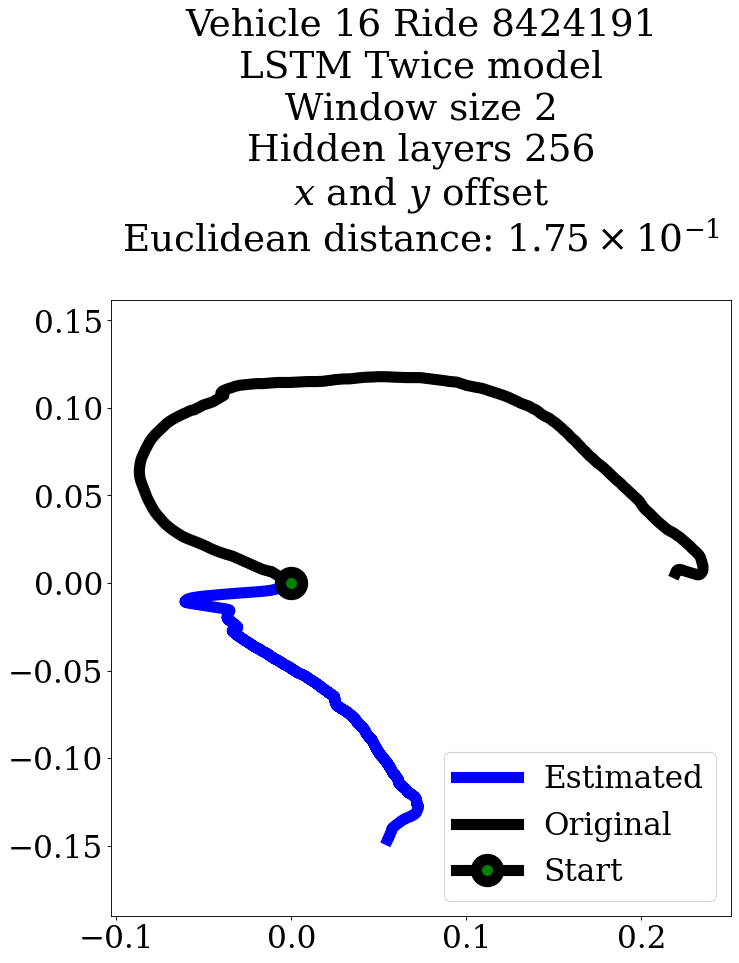 Vehicle 16 Ride 8424191
LSTM Twice model
Window size 2
Hidden layers 256
x and y offset
Euclidean distance: 1.75 × 10⁻¹
0.15
0.10
0.05
0.00
−0.05
−0.10
−0.15
Estimated
Original
Start
−0.1 0.0 0.1 0.2